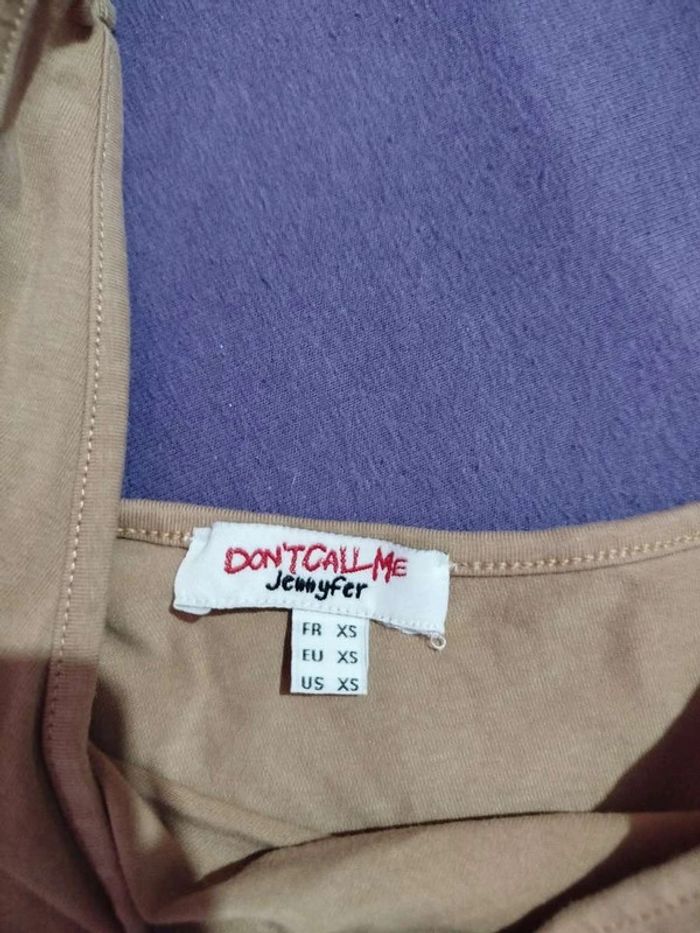 DON'T CALL ME
Jennyfer
FR XS
EU XS
US XS